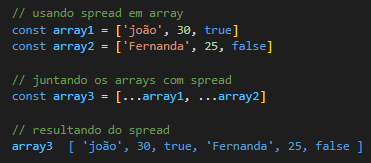 // usando spread em array
const array1 = ['joão', 30, true]
const array2 = ['Fernanda', 25, false]
// juntando os arrays com spread
const array3 = [...array1, ...array2]
// resultando do spread
array3 [ 'joão', 30, true, 'Fernanda', 25, false ]